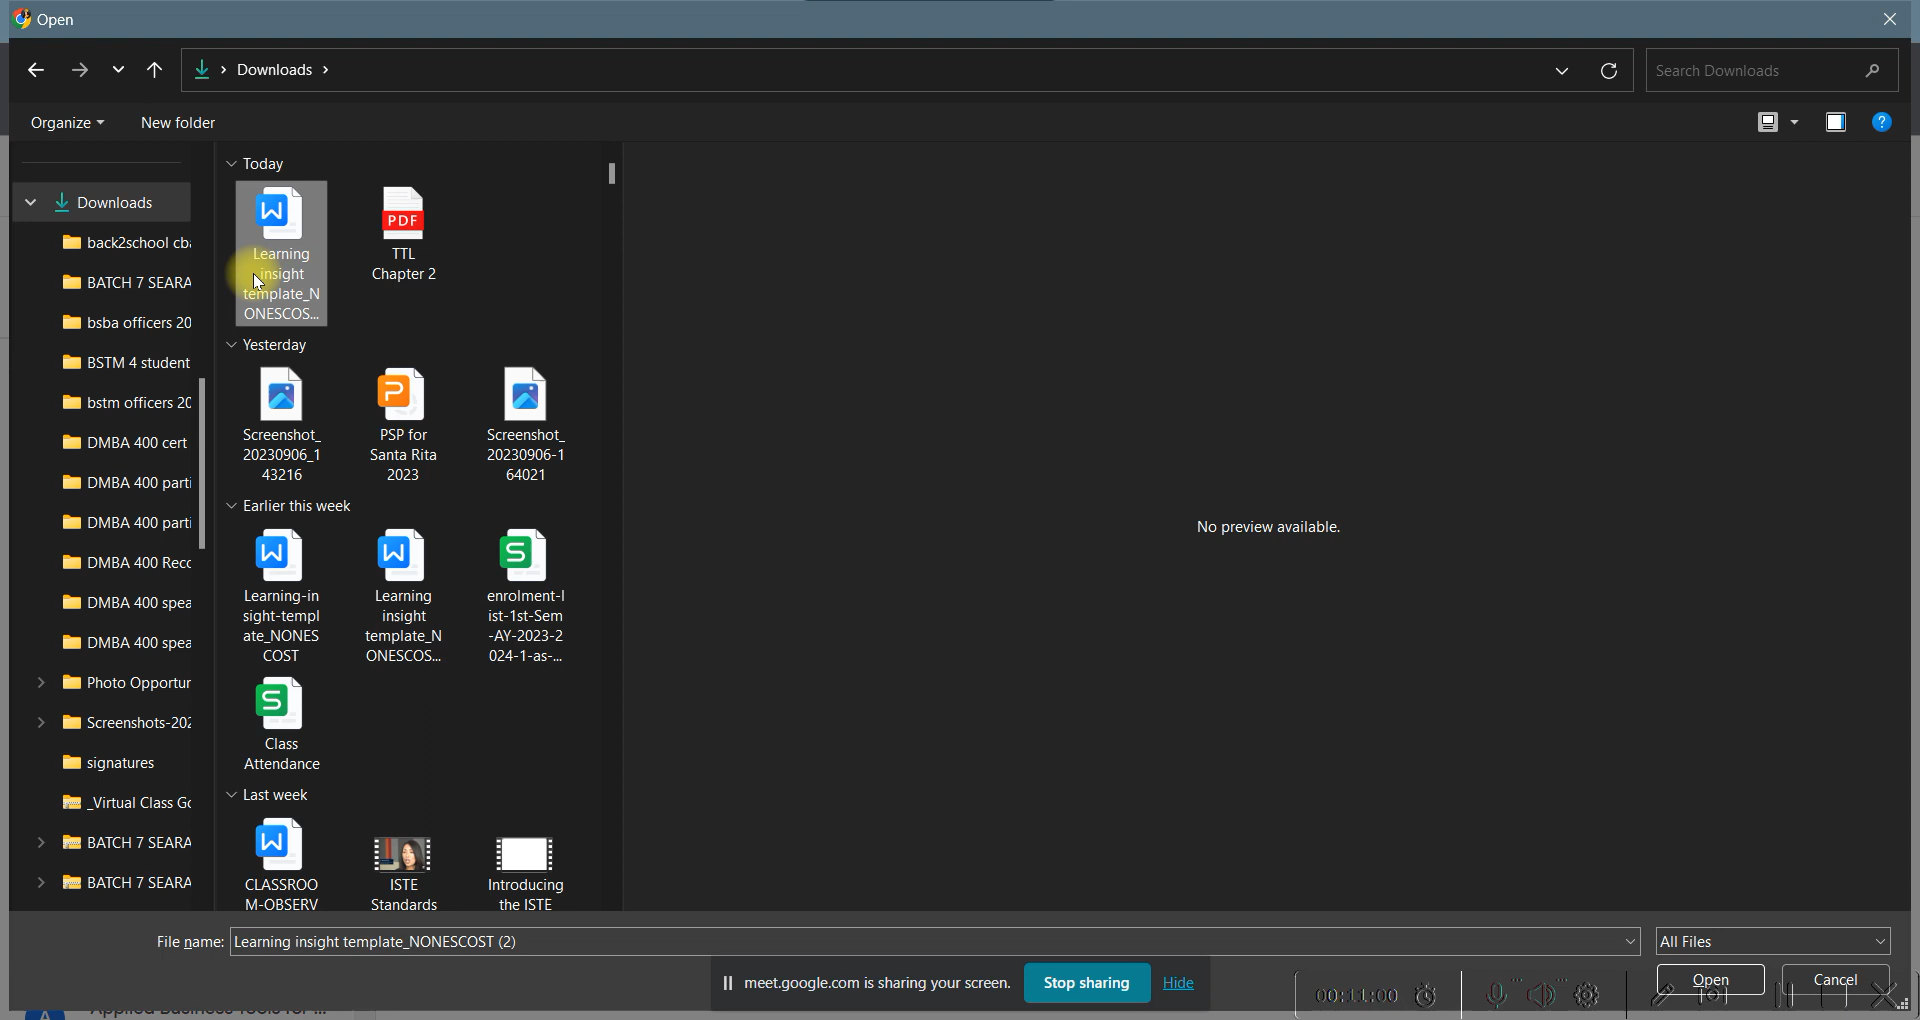 Open
Downloads
Search Downloads
Organize
New folder
Downloads
back2school cb
BATCH 7 SEARA
bsba officers 20
BSTM 4 student
bstm officers 20
DMBA 400 cert
DMBA 400 parti
DMBA 400 parti
DMBA 400 Rec
DMBA 400 spea
DMBA 400 spea
Photo Opportur
Screenshots-202
signatures
_Virtual Class Gc
BATCH 7 SEARA
BATCH 7 SEARA
Today
W
Learning
insight
template_N
ONESCOS...
PDF
TTL
Chapter 2
Yesterday
Screenshot_
20230906_1
43216
P
PSP for
Santa Rita
2023
Screenshot_
20230906-1
64021
Earlier this week
W
Learning-in
sight-templ
ate_NONES
COST
W
Learning
insight
template_N
ONESCOS...
S
enrolment-l
ist-1st-Sem
-AY-2023-2
024-1-as-...
S
Class
Attendance
Last week
W
CLASSROO
M-OBSERV
ISTE
Standards
Introducing
the ISTE
No preview available.
File name:
Learning insight template_NONESCOST (2)
All Files
Open
Cancel
meet.google.com is sharing your screen.
Stop sharing
Hide
00:11:00